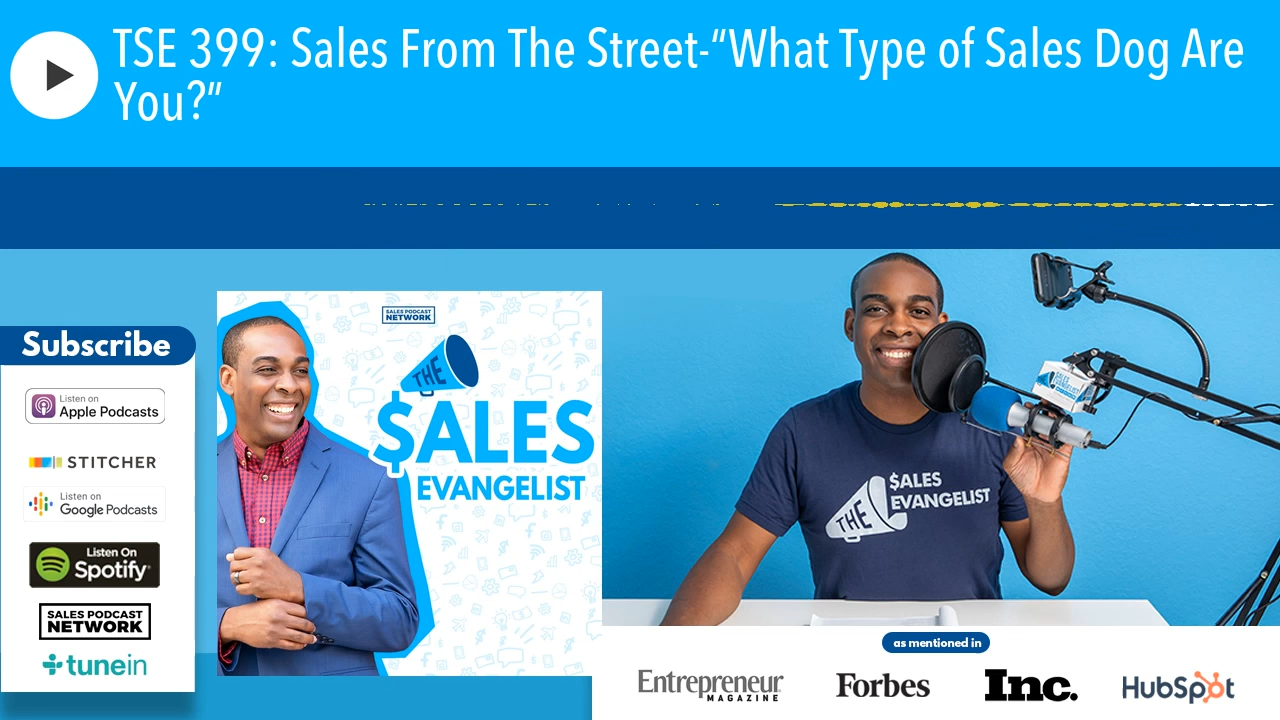 TSE 399: Sales From The Street-“What Type of Sales Dog Are
You?”
Subscribe
Listen on
Apple Podcasts
STITCHER
Listen on
Google Podcasts
Listen On
Spotify
SALES PODCAST
NETWORK
tunein
SALES PODCAST
NETWORK
THE
$ALES
EVANGELIST
THE
$ALES
EVANGELIST
as mentioned in
Entrepreneur
MAGAZINE
Forbes
Inc.
HubSpot